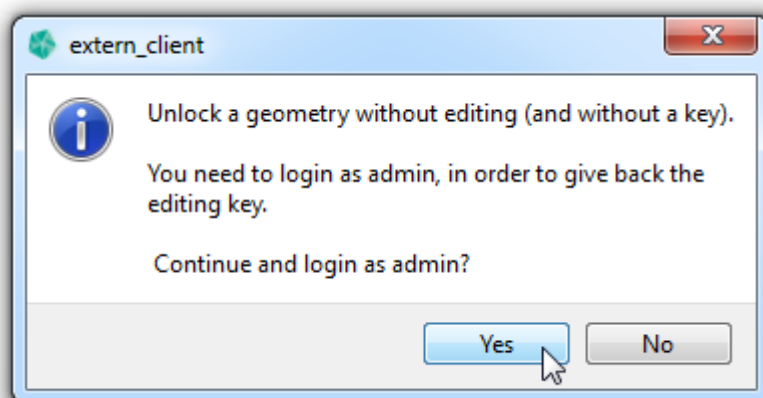 extern_client
Unlock a geometry without editing (and without a key).
You need to login as admin, in order to give back the
editing key.
Continue and login as admin?
Yes
No